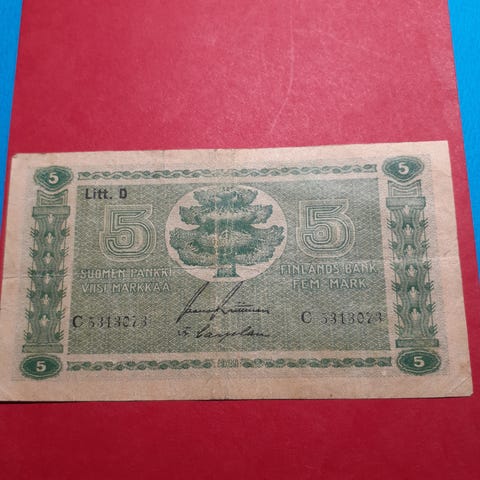 5 5
Litt. D
5 5
SUOMEN PANKKI FINLANDS BANK
VIISI MARKKAA FEM MARK
C 5313073 C 5313073
5 5